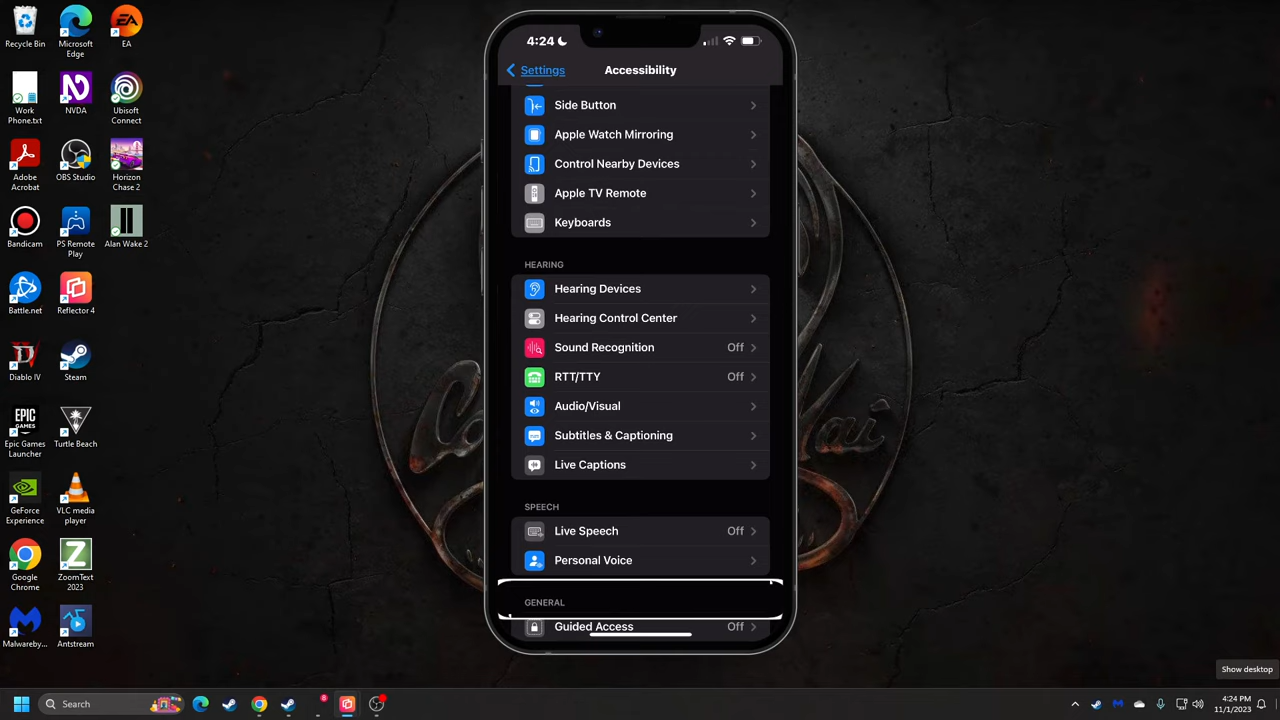 Recycle Bin
Microsoft
Edge
EA
EA
Work
Phone.txt
NVDA
Ubisoft
Connect
Adobe
Acrobat
OBS Studio
Horizon
Chase 2
Bandicam
PS Remote
Play
Alan Wake 2
Battle.net
Reflector 4
Diablo IV
Steam
EPIC
GAMES
Epic Games
Launcher
Turtle Beach
GeForce
Experience
VLC media
player
Google
Chrome
Z
ZoomText
2023
Malwareby...
Antstream
4:24
Settings
Accessibility
Side Button
Apple Watch Mirroring
Control Nearby Devices
Apple TV Remote
Keyboards
HEARING
Hearing Devices
Hearing Control Center
Sound Recognition Off
RTT/TTY Off
Audio/Visual
Subtitles & Captioning
Live Captions
SPEECH
Live Speech Off
Personal Voice
GENERAL
Guided Access Off
Show desktop
Search
8
4:24 PM
11/1/2023